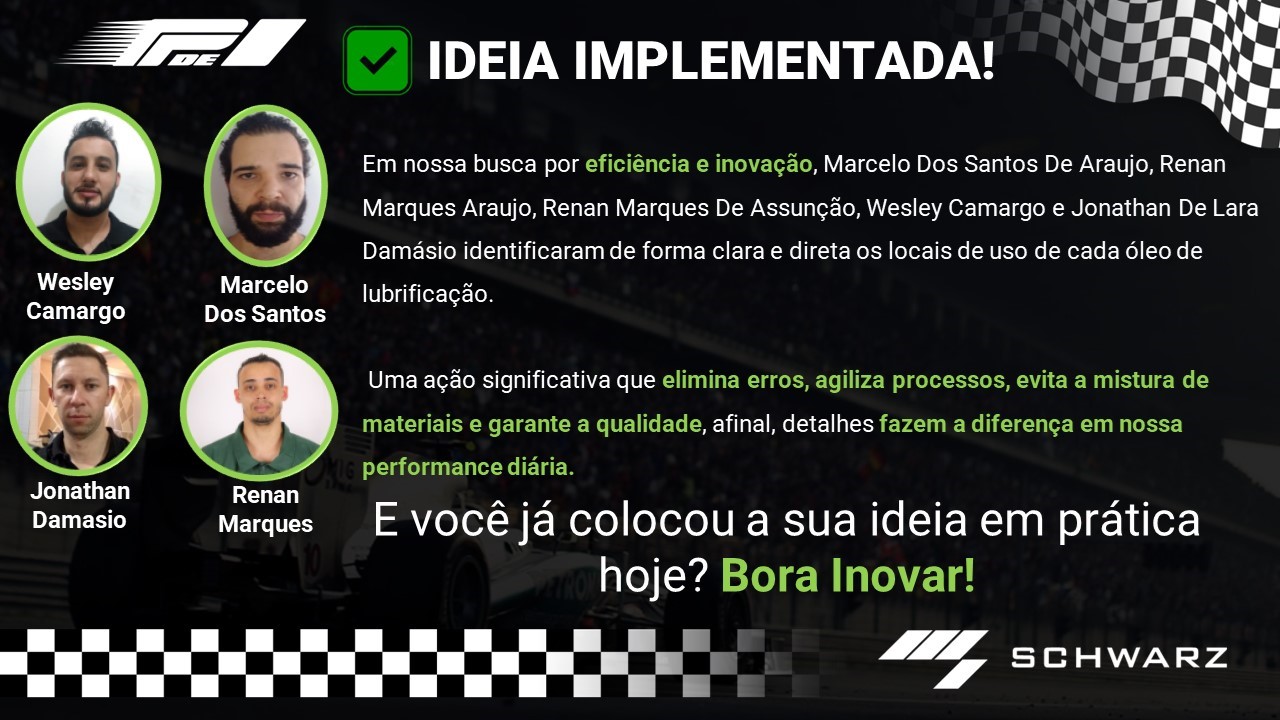 P DE 1
IDEIA IMPLEMENTADA!
Em nossa busca por eficiência e inovação, Marcelo Dos Santos De Araujo, Renan
Marques Araujo, Renan Marques De Assunção, Wesley Camargo e Jonathan De Lara
Damásio identificaram de forma clara e direta os locais de uso de cada óleo de
lubrificação.
Wesley
Camargo
Marcelo
Dos Santos
Uma ação significativa que elimina erros, agiliza processos, evita a mistura de
materiais e garante a qualidade, afinal, detalhes fazem a diferença em nossa
performance diária.
Jonathan
Damasio
Renan
Marques
E você já colocou a sua ideia em prática
hoje? Bora Inovar!
SCHWARZ